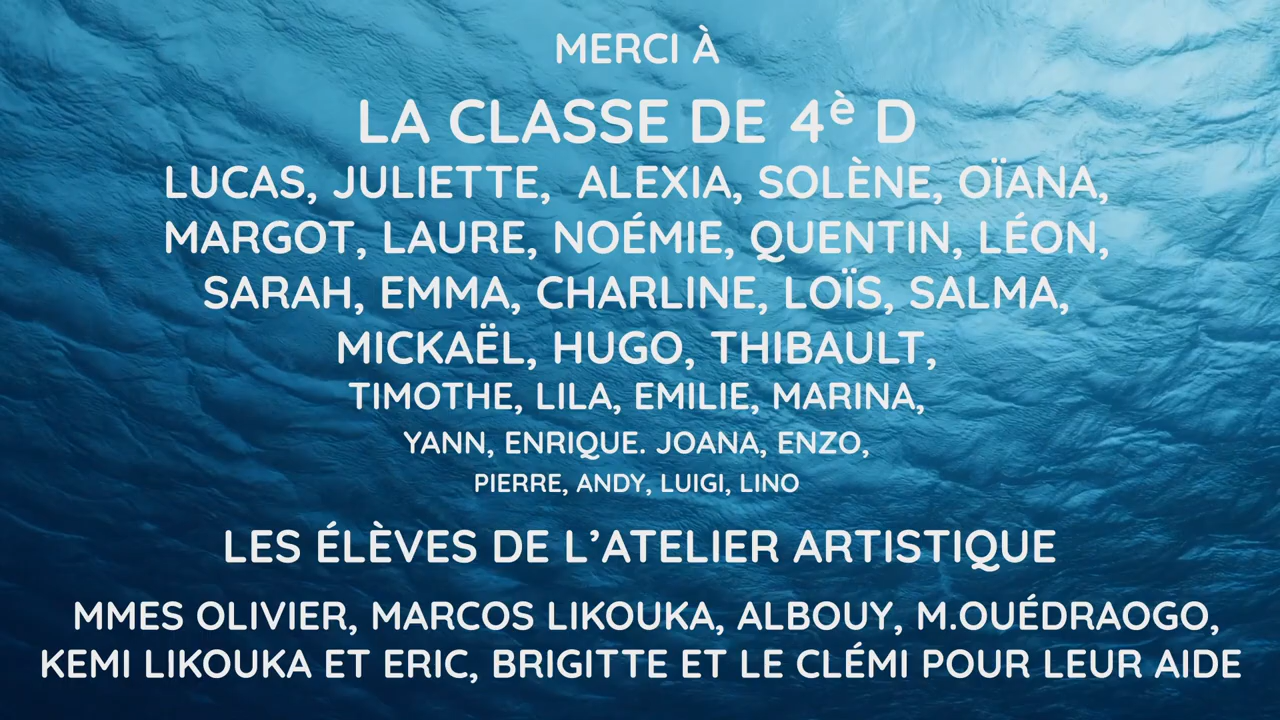 MERCI À
LA CLASSE DE 4è D
LUCAS, JULIETTE, ALEXIA, SOLÈNE, OÏANA,
MARGOT, LAURE, NOÉMIE, QUENTIN, LÉON,
SARAH, EMMA, CHARLINE, LOÏS, SALMA,
MICKAËL, HUGO, THIBAULT,
TIMOTHE, LILA, EMILIE, MARINA,
YANN, ENRIQUE. JOANA, ENZO,
PIERRE, ANDY, LUIGI, LINO
LES ÉLÈVES DE L’ATELIER ARTISTIQUE
MMES OLIVIER, MARCOS LIKOUKA, ALBOUY, M.OUÉDRAOGO,
KEMI LIKOUKA ET ERIC, BRIGITTE ET LE CLÉMI POUR LEUR AIDE